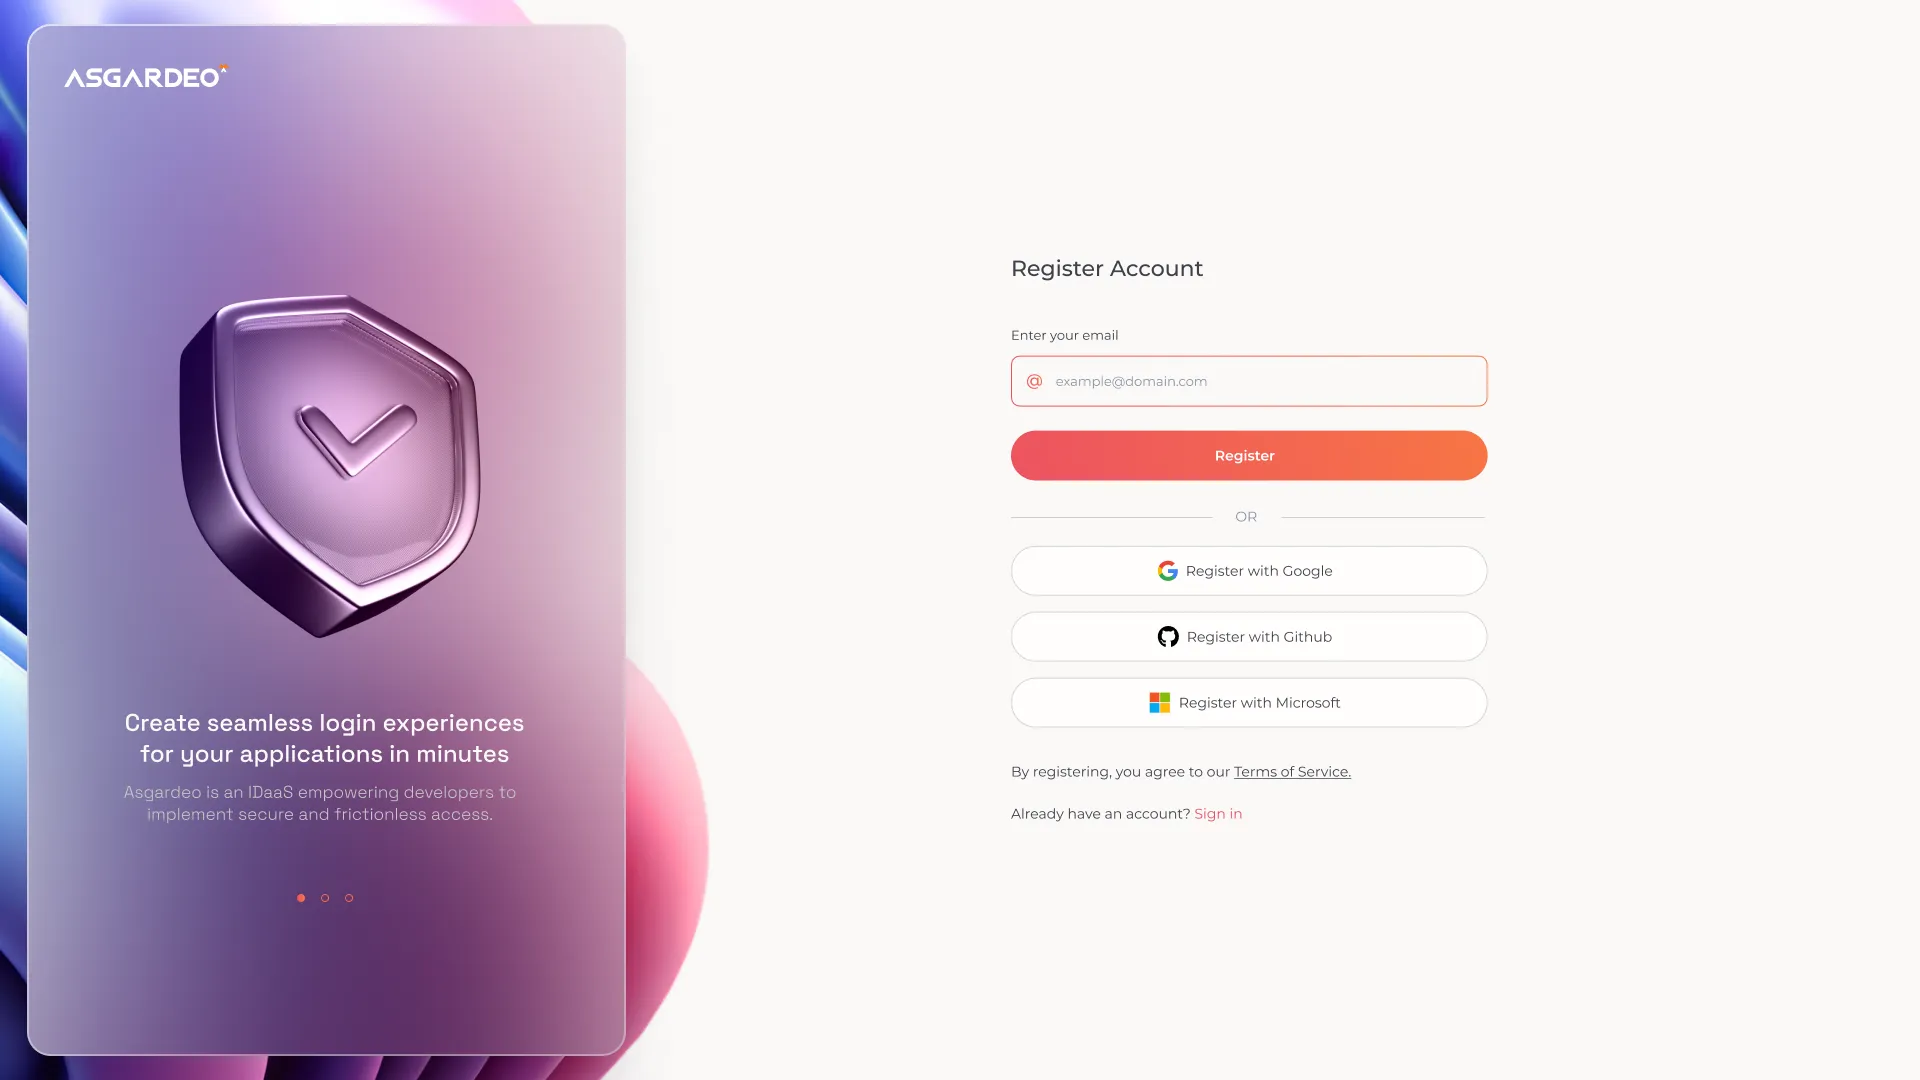 ASGARDEO
Create seamless login experiences
for your applications in minutes
Asgardeo is an IDaaS empowering developers to
implement secure and frictionless access.
Register Account
Enter your email
@ example@domain.com
Register
OR
Register with Google
Register with Github
Register with Microsoft
By registering, you agree to our Terms of Service.
Already have an account? Sign in